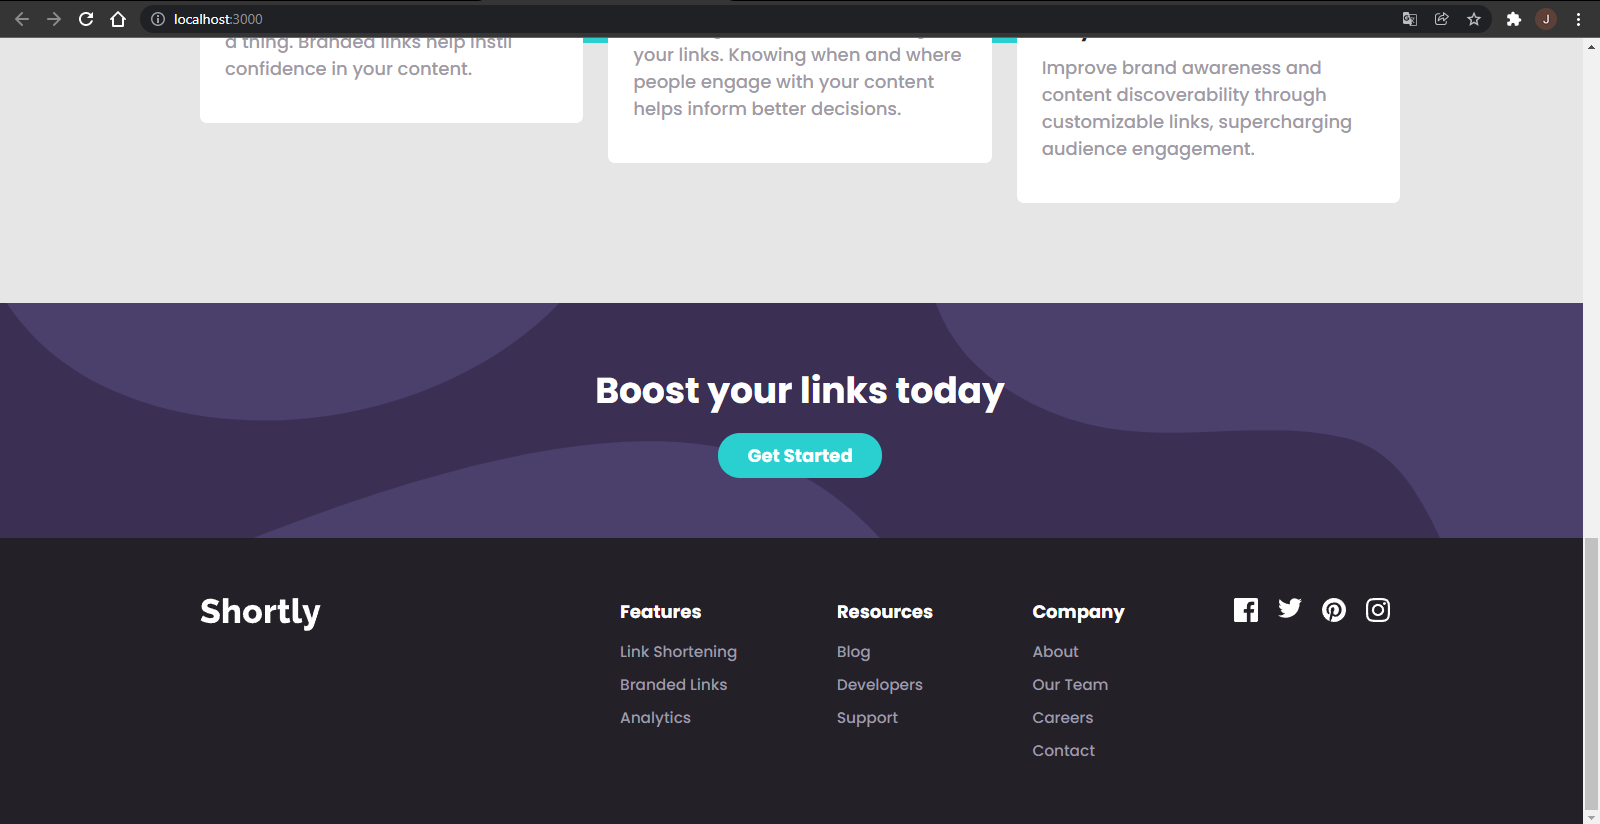 localhost:3000
J
a thing. Branded links help instil
confidence in your content.
your links. Knowing when and where
people engage with your content
helps inform better decisions.
Improve brand awareness and
content discoverability through
customizable links, supercharging
audience engagement.
Boost your links today
Get Started
Shortly
Features
Link Shortening
Branded Links
Analytics
Resources
Blog
Developers
Support
Company
About
Our Team
Careers
Contact